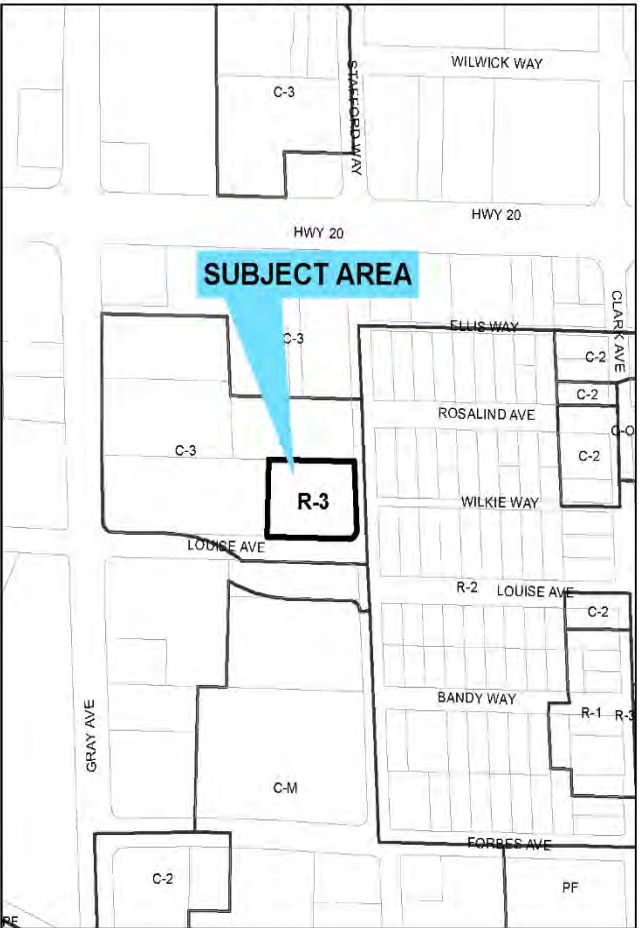 WILWICK WAY
C-3
STAFFORD WAY
HWY 20
HWY 20
SUBJECT AREA
CLARK AVE
ELLIS WAY
C-3
C-2
C-2
ROSALIND AVE
C-O
C-3
C-2
R-3
WILKIE WAY
LOUISE AVE
R-2
LOUISE AVE
C-2
BANDY WAY
R-1
R-3
GRAY AVE
C-M
FORBES AVE
C-2
PF
PF